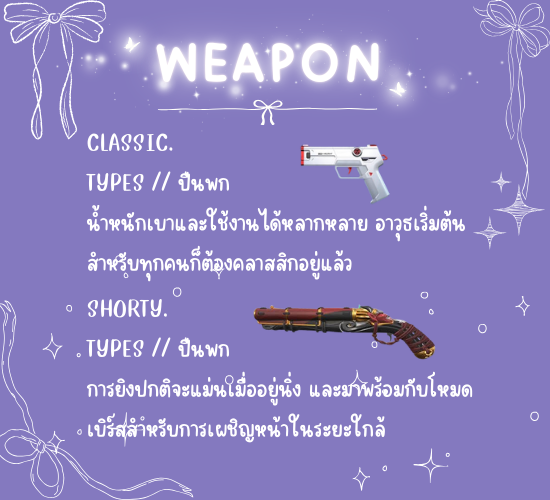 WEAPON
CLASSIC.
TYPES // ปืนพก
น้ำหนักเบาและใช้งานได้หลากหลาย อาวุธเริ่มต้น
สำหรับทุกคนก็ต้องคลาสสิกอยู่แล้ว
SHORTY.
TYPES // ปืนพก
การยิงปกติจะแม่นเมื่ออยู่นิ่ง และมาพร้อมกับโหมด
เบิร์สสำหรับการเผชิญหน้าในระยะใกล้